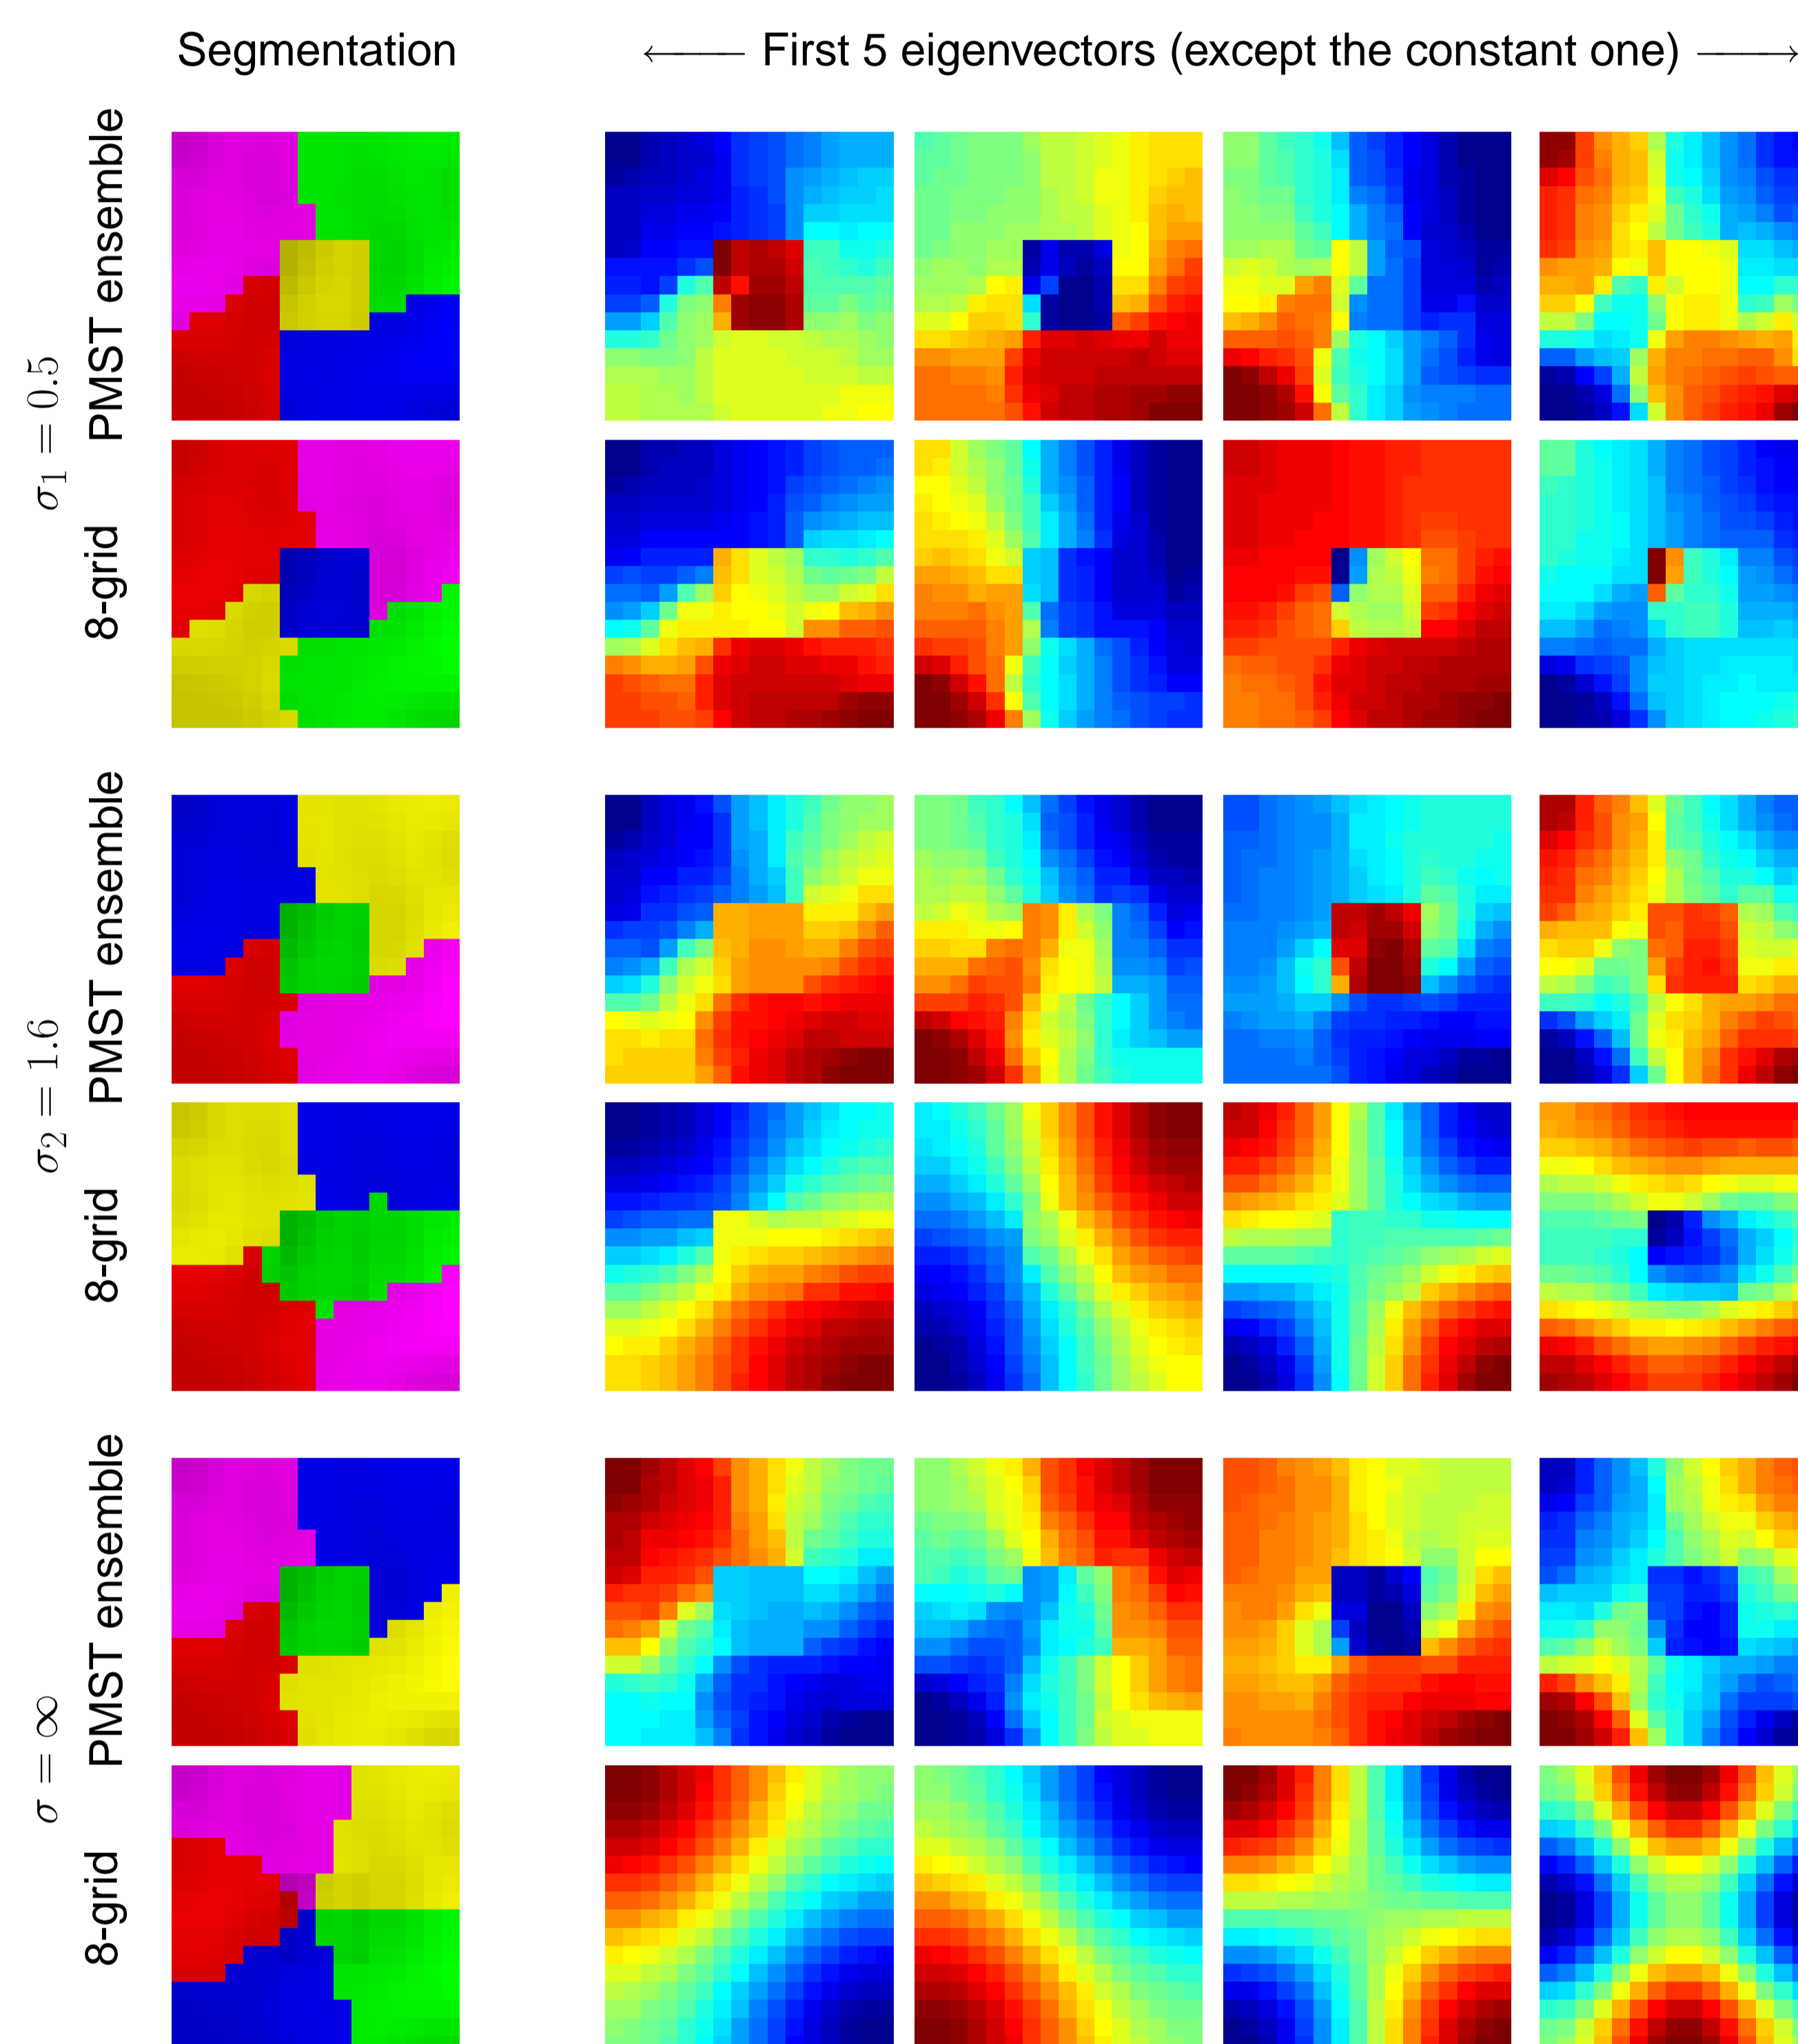 Segmentation
⟵ First 5 eigenvectors (except the constant one) ⟶
σ₁ = 0.5
PMST ensemble
8-grid
σ₂ = 1.6
PMST ensemble
8-grid
σ = ∞
PMST ensemble
8-grid